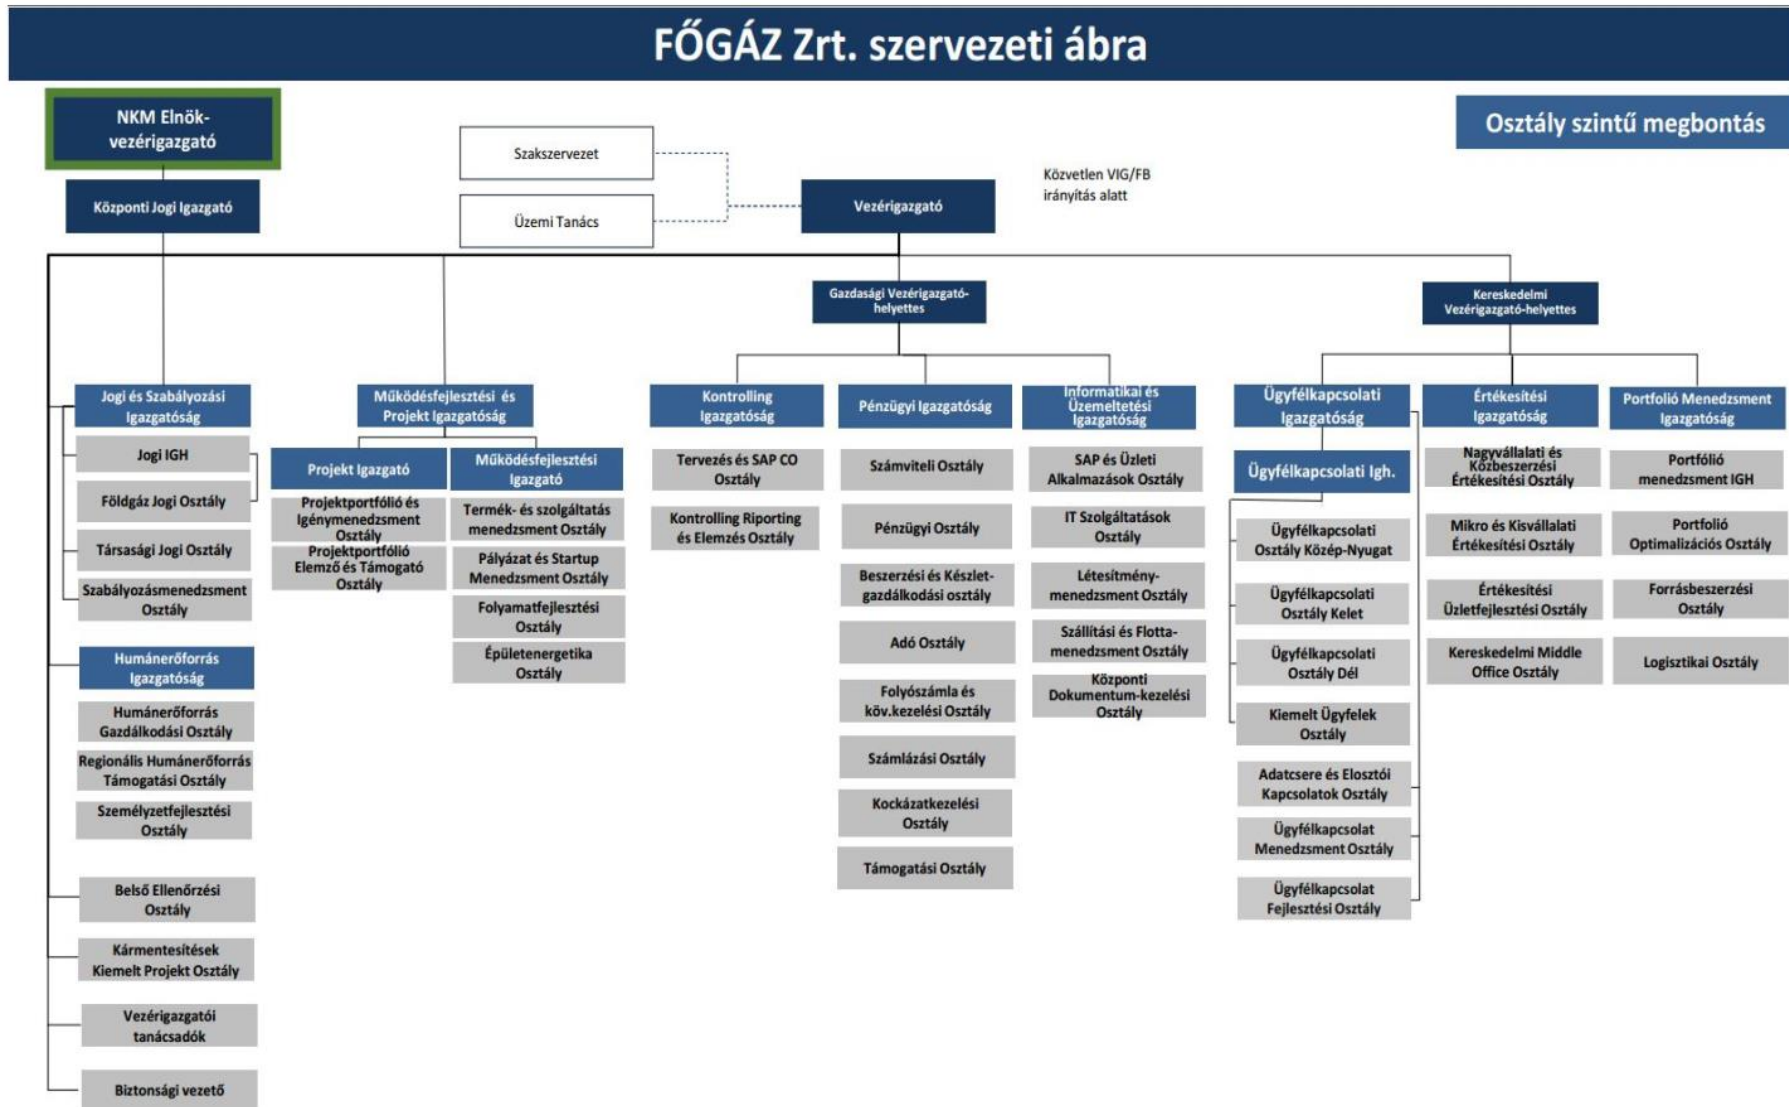 FŐGÁZ Zrt. szervezeti ábra
NKM Elnök-
vezérigazgató
Osztály szintű megbontás
Szakszervezet
Közvetlen VIG/FB
irányítás alatt
Központi Jogi Igazgató
Vezérigazgató
Üzemi Tanács
Gazdasági Vezérigazgató-
helyettes
Kereskedelmi
Vezérigazgató-helyettes
Jogi és Szabályozási
Igazgatóság
Jogi IGH
Földgáz Jogi Osztály
Társasági Jogi Osztály
Szabályozásmenedzsment
Osztály
Humánerőforrás
Igazgatóság
Humánerőforrás
Gazdálkodási Osztály
Regionális Humánerőforrás
Támogatási Osztály
Személyzetfejlesztési
Osztály
Belső Ellenőrzési
Osztály
Kármentesítések
Kiemelt Projekt Osztály
Vezérigazgatói
tanácsadók
Biztonsági vezető
Működésfejlesztési és
Projekt Igazgatóság
Projekt Igazgató
Projektportfólió és
Igénymenedzsment
Osztály
Projektportfólió
Elemző és Támogató
Osztály
Működésfejlesztési
Igazgató
Termék- és szolgáltatás
menedzsment Osztály
Pályázat és Startup
Menedzsment Osztály
Folyamatfejlesztési
Osztály
Épületenergetika
Osztály
Kontrolling
Igazgatóság
Tervezés és SAP CO
Osztály
Kontrolling Riporting
és Elemzés Osztály
Pénzügyi Igazgatóság
Számviteli Osztály
Pénzügyi Osztály
Beszerzési és Készlet-
gazdálkodási osztály
Adó Osztály
Folyószámla és
köv.kezelési Osztály
Számlázási Osztály
Kockázatkezelési
Osztály
Támogatási Osztály
Informatikai és
Üzemeltetési
Igazgatóság
SAP és Üzleti
Alkalmazások Osztály
IT Szolgáltatások
Osztály
Létesítmény-
menedzsment Osztály
Szállítási és Flotta-
menedzsment Osztály
Központi
Dokumentum-kezelési
Osztály
Ügyfélkapcsolati
Igazgatóság
Ügyfélkapcsolati Igh.
Ügyfélkapcsolati
Osztály Közép-Nyugat
Ügyfélkapcsolati
Osztály Kelet
Ügyfélkapcsolati
Osztály Dél
Kiemelt Ügyfelek
Osztály
Adatcsere és Elosztói
Kapcsolatok Osztály
Ügyfélkapcsolat
Menedzsment Osztály
Ügyfélkapcsolat
Fejlesztési Osztály
Értékesítési
Igazgatóság
Nagyvállalati és
Közbeszerzési
Értékesítési Osztály
Mikro és Kisvállalati
Értékesítési Osztály
Értékesítési
Üzletfejlesztési Osztály
Kereskedelmi Middle
Office Osztály
Portfolió Menedzsment
Igazgatóság
Portfólió
menedzsment IGH
Portfolió
Optimalizációs Osztály
Forrásbeszerzési
Osztály
Logisztikai Osztály